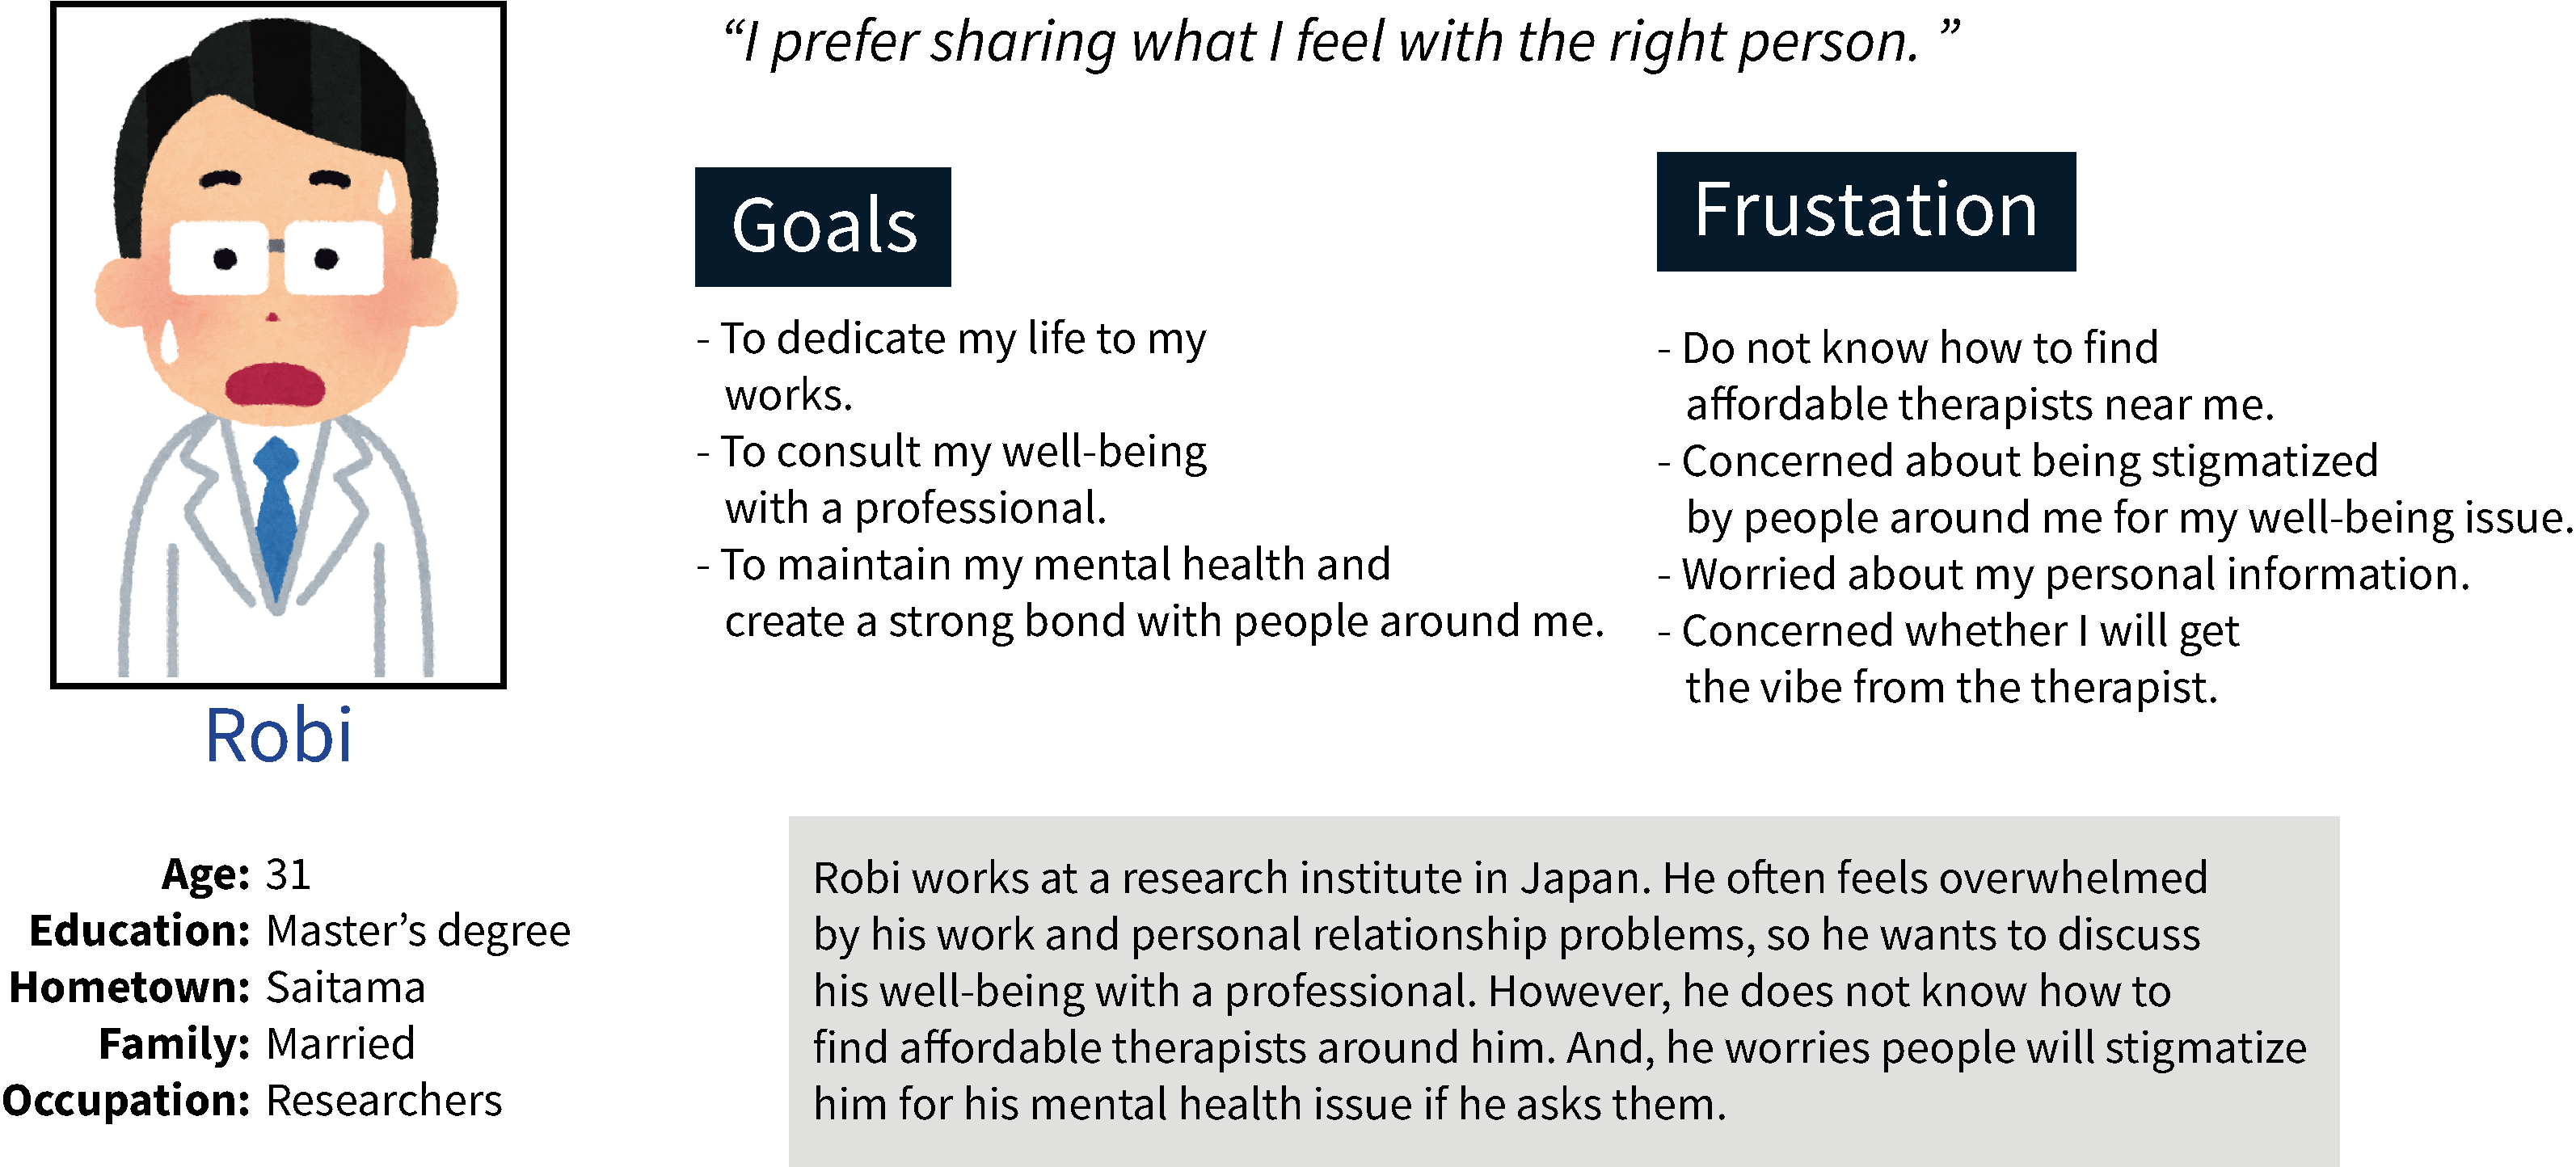 “I prefer sharing what I feel with the right person. ”
Goals
- To dedicate my life to my
works.
- To consult my well-being
with a professional.
- To maintain my mental health and
create a strong bond with people around me.
Frustation
- Do not know how to find
affordable therapists near me.
- Concerned about being stigmatized
by people around me for my well-being issue.
- Worried about my personal information.
- Concerned whether I will get
the vibe from the therapist.
Robi
Age: 31
Education: Master’s degree
Hometown: Saitama
Family: Married
Occupation: Researchers
Robi works at a research institute in Japan. He often feels overwhelmed
by his work and personal relationship problems, so he wants to discuss
his well-being with a professional. However, he does not know how to
find affordable therapists around him. And, he worries people will stigmatize
him for his mental health issue if he asks them.